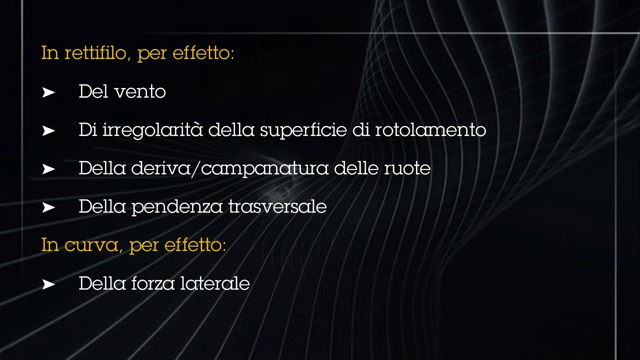 In rettifilo, per effetto:
➤ Del vento
➤ Di irregolarità della superficie di rotolamento
➤ Della deriva/campanatura delle ruote
➤ Della pendenza trasversale
In curva, per effetto:
➤ Della forza laterale